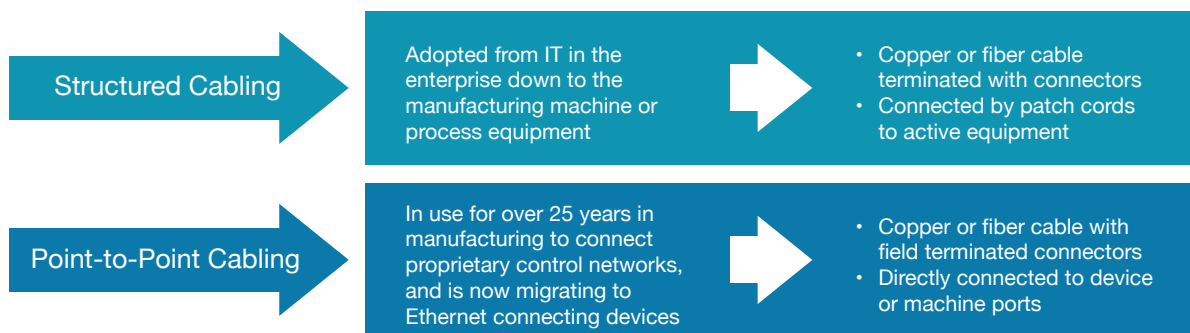 Structured Cabling
Adopted from IT in the
enterprise down to the
manufacturing machine or
process equipment
• Copper or fiber cable
terminated with connectors
• Connected by patch cords
to active equipment
Point-to-Point Cabling
In use for over 25 years in
manufacturing to connect
proprietary control networks,
and is now migrating to
Ethernet connecting devices
• Copper or fiber cable with
field terminated connectors
• Directly connected to device
or machine ports